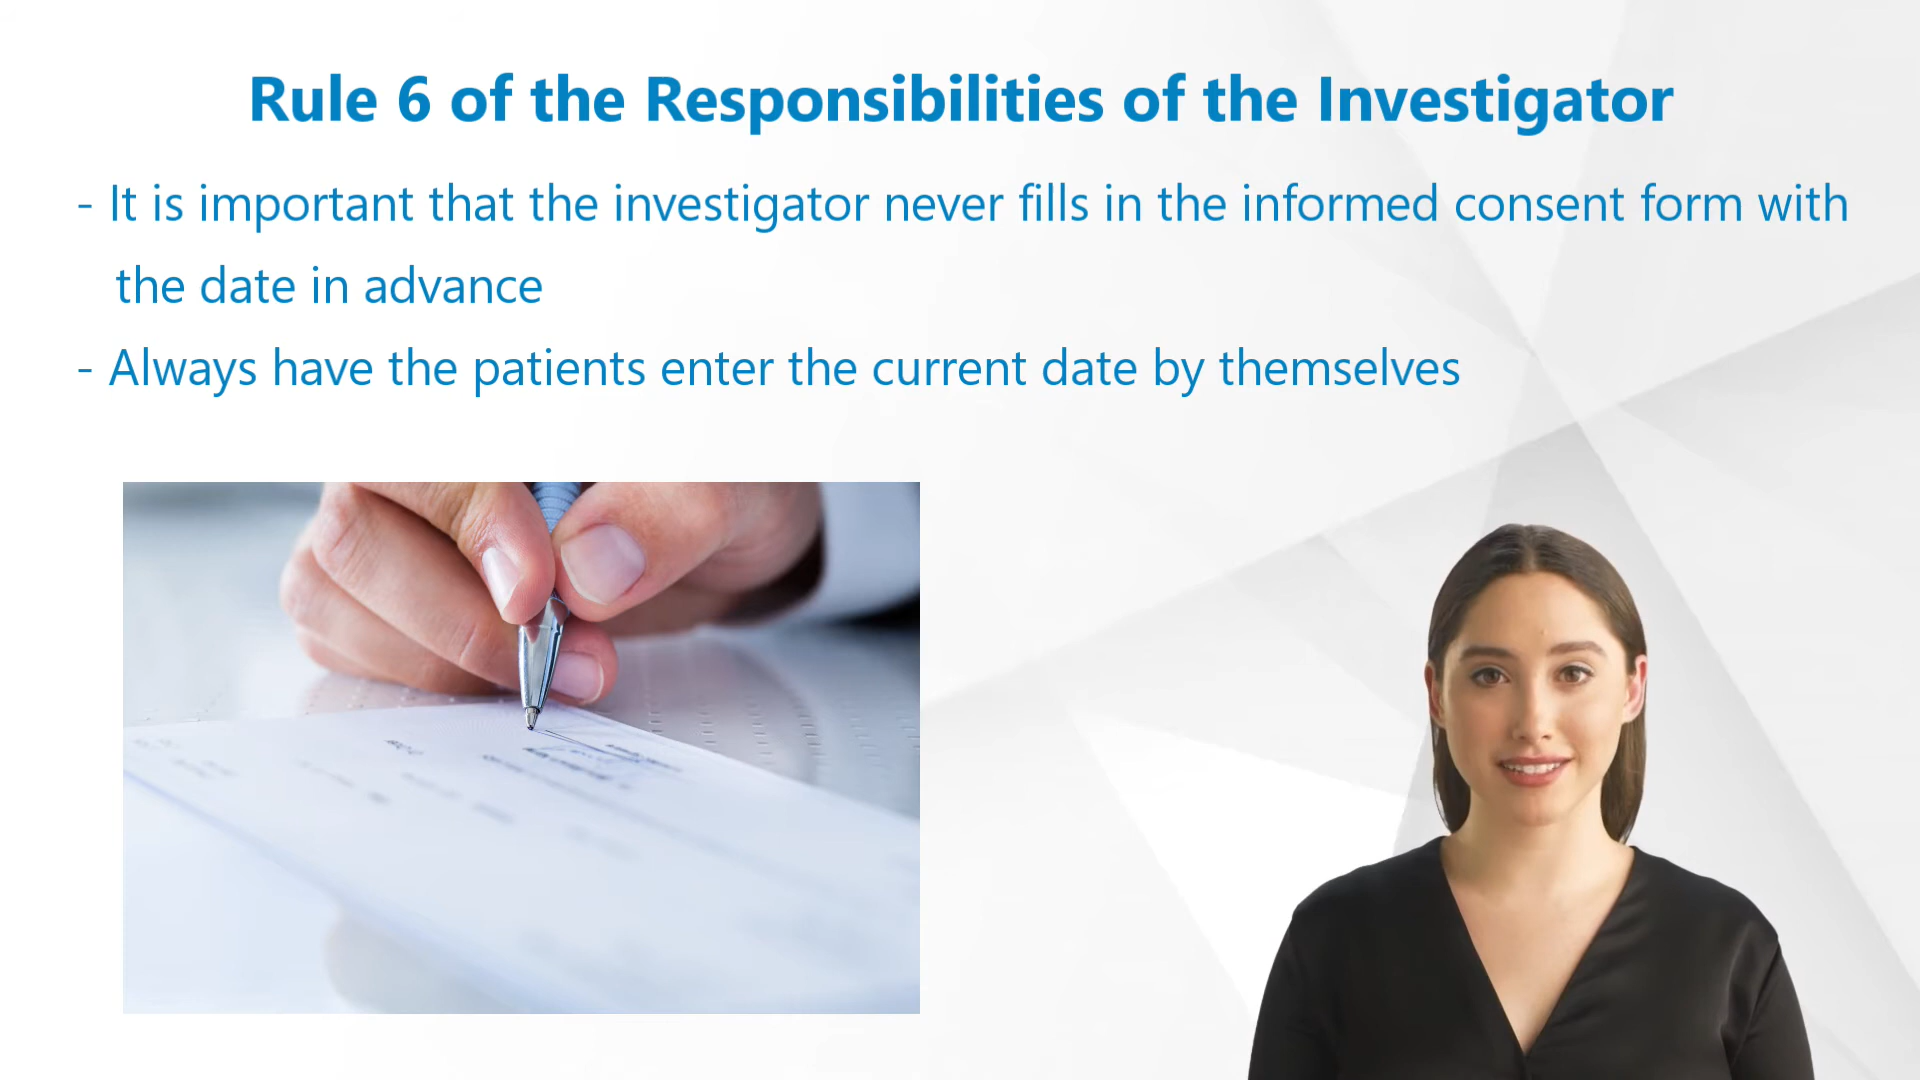 Rule 6 of the Responsibilities of the Investigator
- It is important that the investigator never fills in the informed consent form with
the date in advance
- Always have the patients enter the current date by themselves